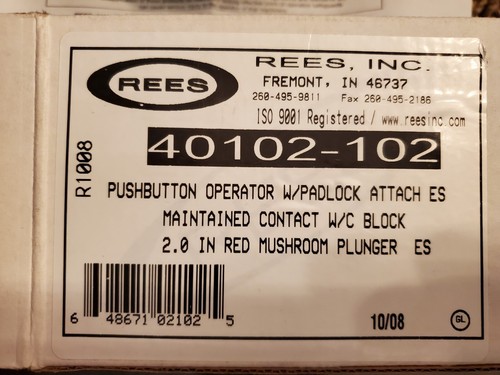 REES
REES, INC.
FREMONT, IN 46737
260-495-9811 Fax 260-495-2186
ISO 9001 Registered / www.reesinc.com
40102-102
R1008
PUSHBUTTON OPERATOR W/PADLOCK ATTACH ES
MAINTAINED CONTACT W/C BLOCK
2.0 IN RED MUSHROOM PLUNGER ES
6 48671 02102 5
10/08
GL